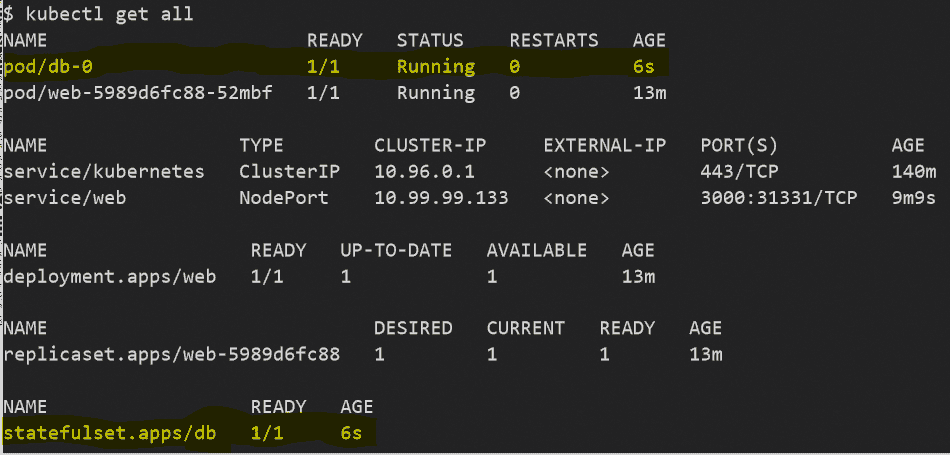 $ kubectl get all
NAME READY STATUS RESTARTS AGE
pod/db-0 1/1 Running 0 6s
pod/web-5989d6fc88-52mbf 1/1 Running 0 13m
NAME TYPE CLUSTER-IP EXTERNAL-IP PORT(S) AGE
service/kubernetes ClusterIP 10.96.0.1 <none> 443/TCP 140m
service/web NodePort 10.99.99.133 <none> 3000:31331/TCP 9m9s
NAME READY UP-TO-DATE AVAILABLE AGE
deployment.apps/web 1/1 1 1 13m
NAME DESIRED CURRENT READY AGE
replicaset.apps/web-5989d6fc88 1 1 1 13m
NAME READY AGE
statefulset.apps/db 1/1 6s